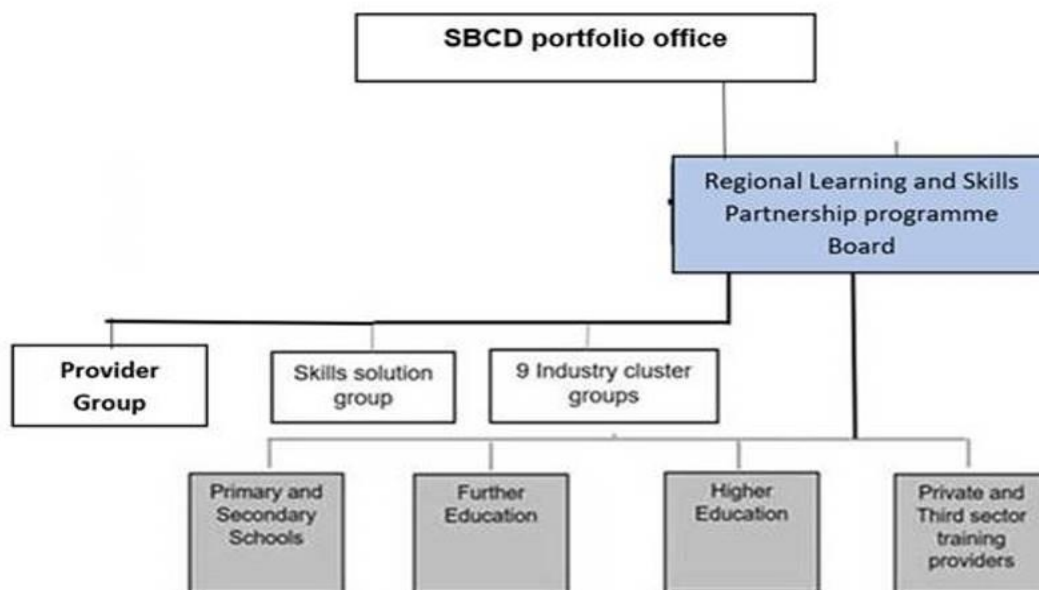 SBCD portfolio office
Regional Learning and Skills
Partnership programme
Board
Provider
Group
Skills solution
group
9 Industry cluster
groups
Primary and
Secondary
Schools
Further
Education
Higher
Education
Private and
Third sector
training
providers